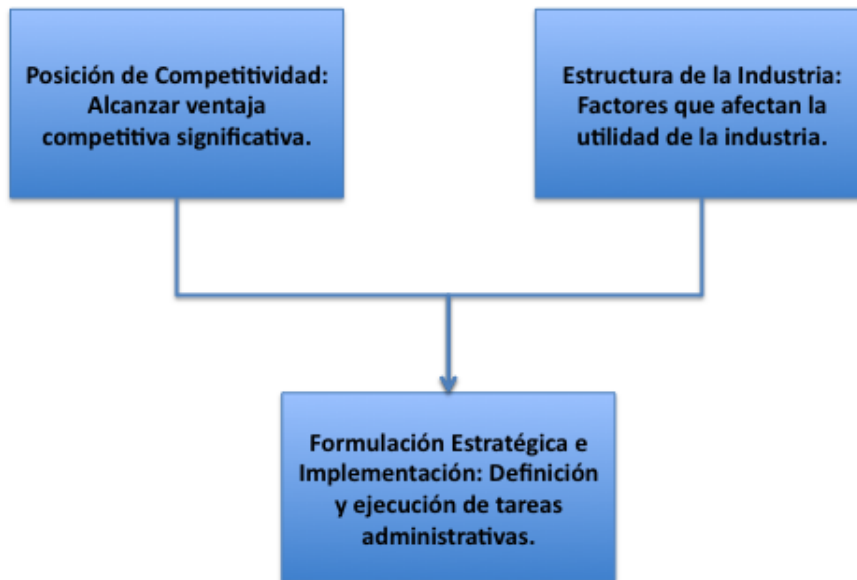 Posición de Competitividad:
Alcanzar ventaja
competitiva significativa.
Estructura de la Industria:
Factores que afectan la
utilidad de la industria.
Formulación Estratégica e
Implementación: Definición
y ejecución de tareas
administrativas.